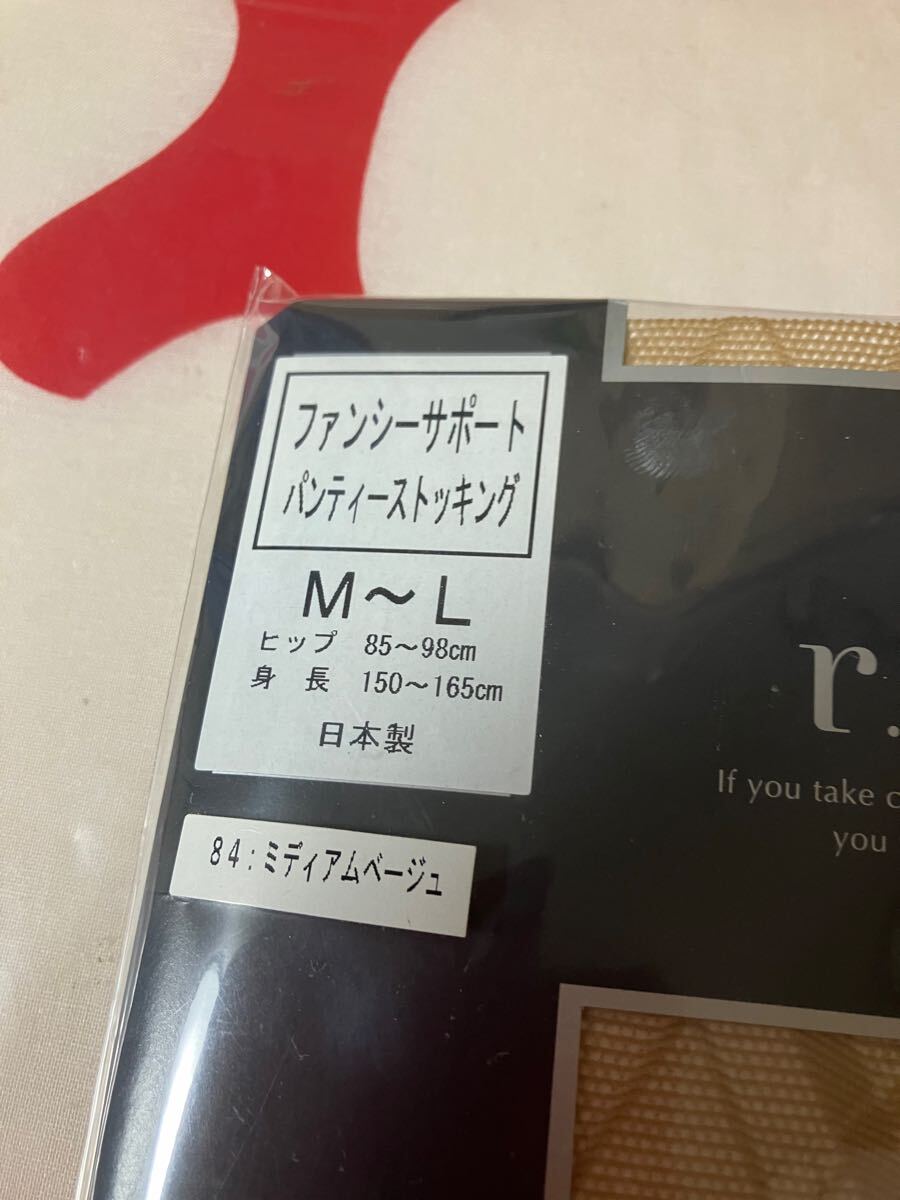 ファンシーサポート
パンティーストッキング
M～L
ヒップ 85～98cm
身長 150～165cm
日本製
84：ミディアムベージュ
r.
If you take
you